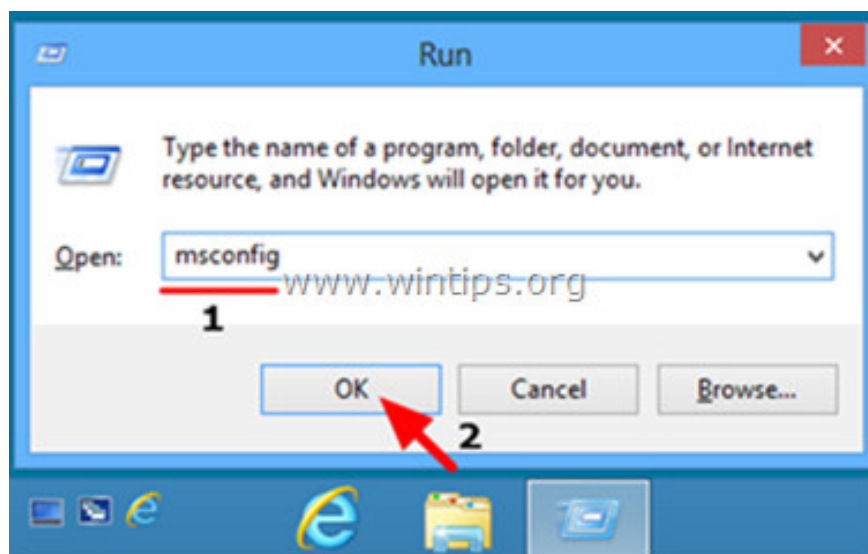 Run
Type the name of a program, folder, document, or Internet
resource, and Windows will open it for you.
Open: msconfig
www.wintips.org
1
OK Cancel Browse...
2